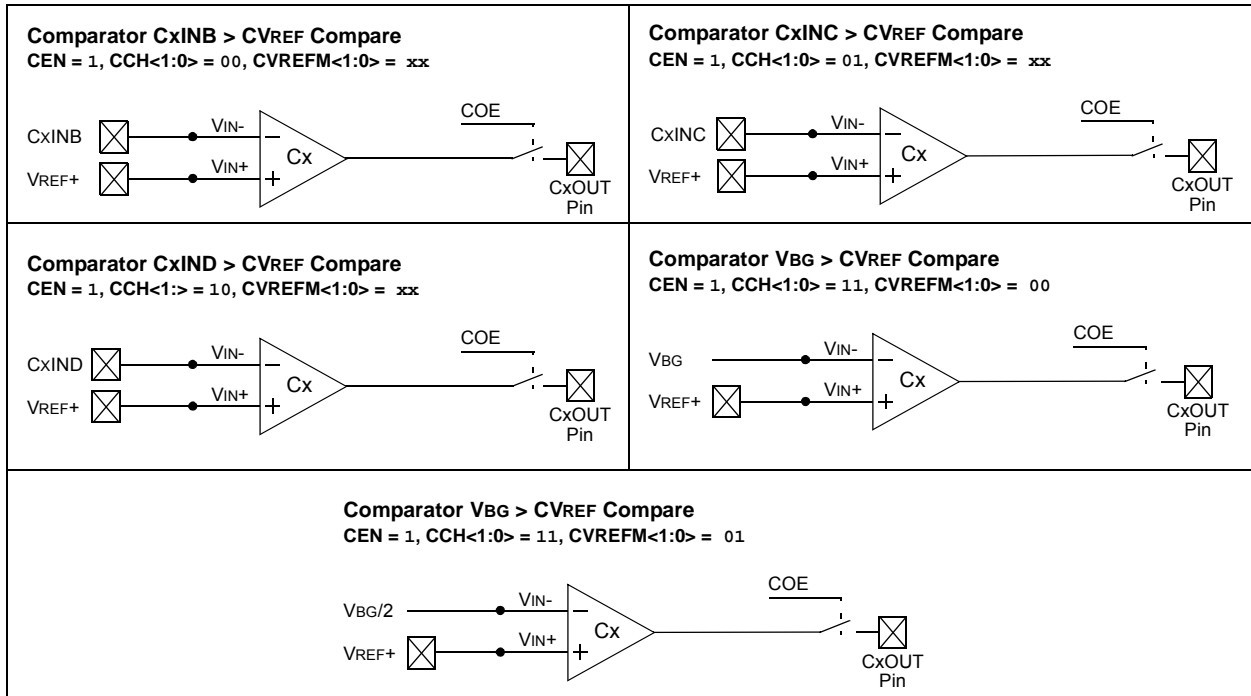 Comparator CxINB > CVREF Compare
CEN = 1, CCH<1:0> = 00, CVREFM<1:0> = xx
COE
CxINB
VIN-
-
Cx
VREF+
VIN+
+
CxOUT
Pin
Comparator CxINC > CVREF Compare
CEN = 1, CCH<1:0> = 01, CVREFM<1:0> = xx
COE
CxINC
VIN-
-
Cx
VREF+
VIN+
+
CxOUT
Pin
Comparator CxIND > CVREF Compare
CEN = 1, CCH<1:> = 10, CVREFM<1:0> = xx
COE
CxIND
VIN-
-
Cx
VREF+
VIN+
+
CxOUT
Pin
Comparator VBG > CVREF Compare
CEN = 1, CCH<1:0> = 11, CVREFM<1:0> = 00
COE
VBG
VIN-
-
Cx
VREF+
VIN+
+
CxOUT
Pin
Comparator VBG > CVREF Compare
CEN = 1, CCH<1:0> = 11, CVREFM<1:0> = 01
COE
VBG/2
VIN-
-
Cx
VREF+
VIN+
+
CxOUT
Pin